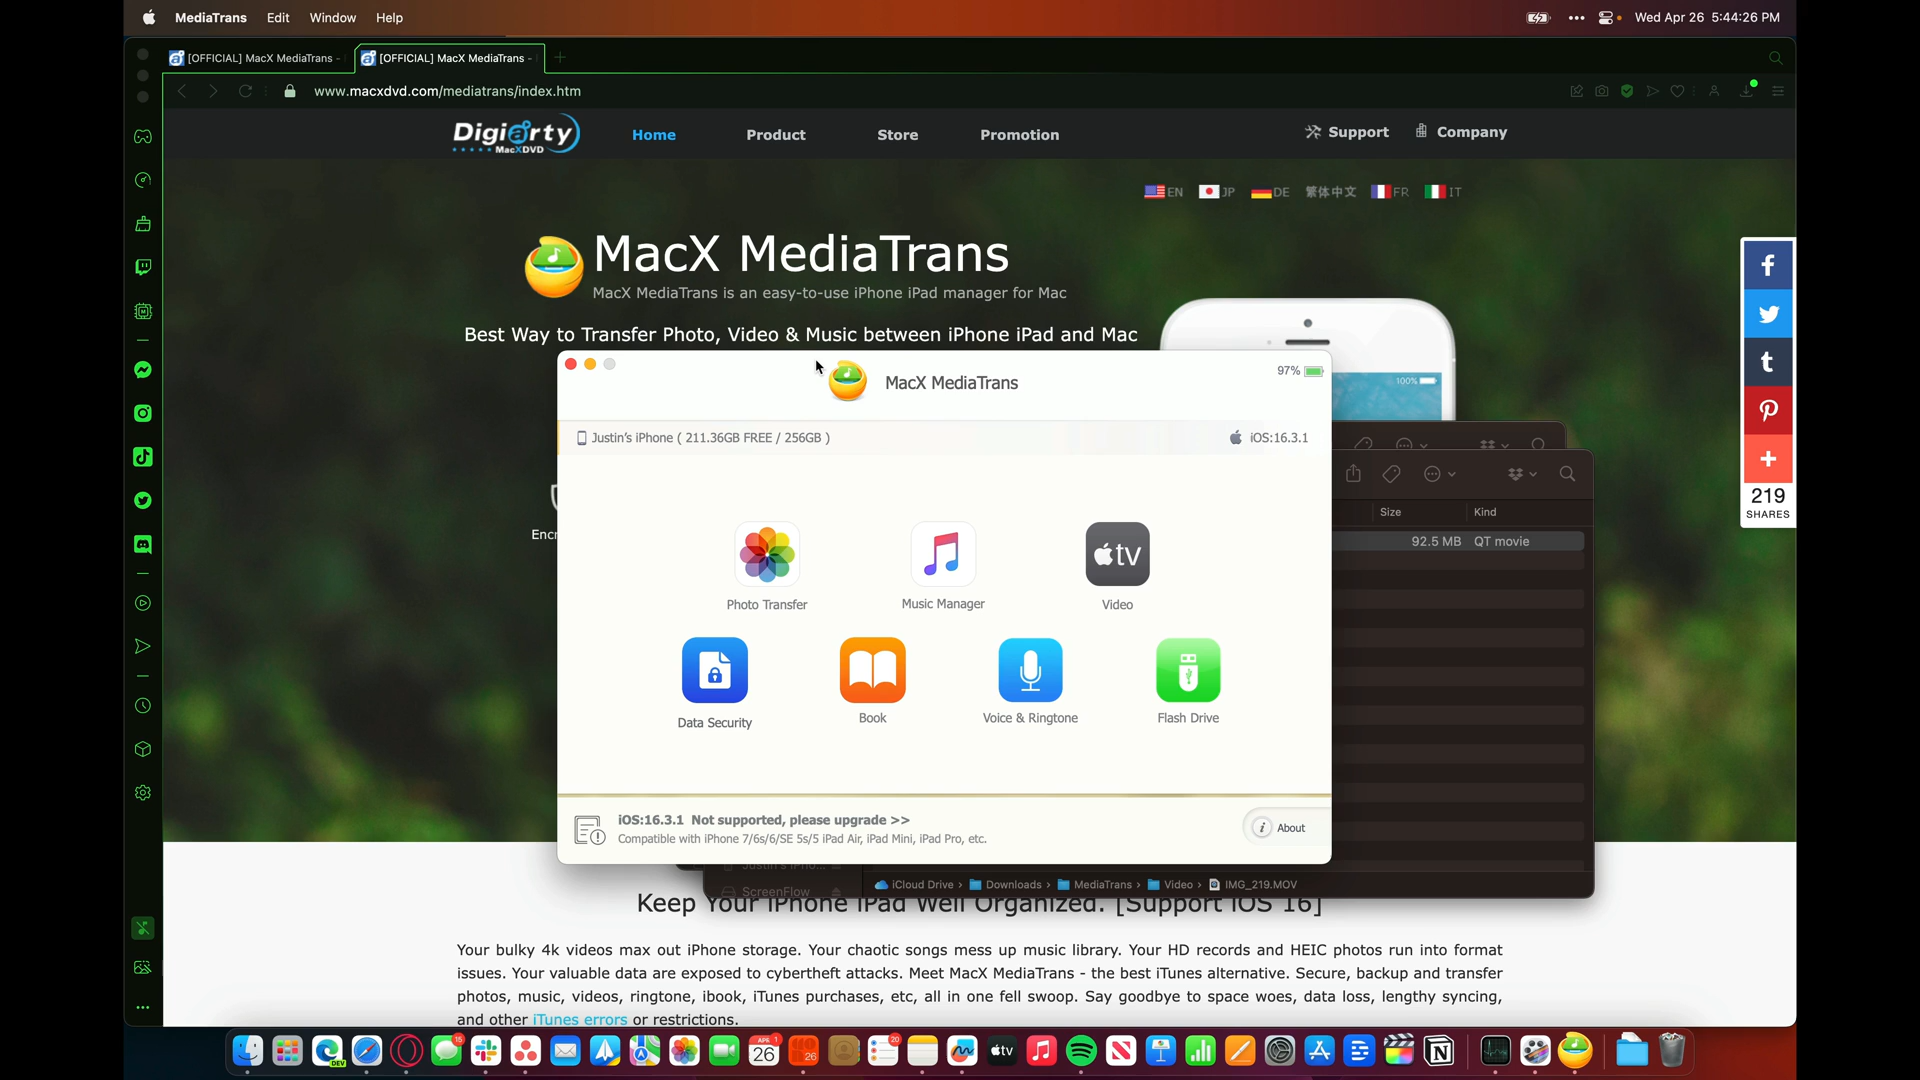 MediaTrans Edit Window Help
Wed Apr 26 5:44:26 PM
[OFFICIAL] MacX MediaTrans -
[OFFICIAL] MacX MediaTrans -
www.macxdvd.com/mediatrans/index.htm
Digiarty
MacXDVD
Home Product Store Promotion
Support Company
EN JP DE 繁体中文 FR IT
MacX MediaTrans
MacX MediaTrans is an easy-to-use iPhone iPad manager for Mac
Best Way to Transfer Photo, Video & Music between iPhone iPad and Mac
MacX MediaTrans
97%
100%
Justin's iPhone ( 211.36GB FREE / 256GB )
iOS:16.3.1
219
SHARES
Size Kind
92.5 MB QT movie
Encr
Photo Transfer
Music Manager
tv
Video
Data Security
Book
Voice & Ringtone
Flash Drive
iOS:16.3.1 Not supported, please upgrade >>
Compatible with iPhone 7/6s/6/SE 5s/5 iPad Air, iPad Mini, iPad Pro, etc.
About
ScreenFlow
iCloud Drive › Downloads › MediaTrans › Video › IMG_219.MOV
Keep Your iPhone iPad Well Organized. [Support iOS 16]
Your bulky 4k videos max out iPhone storage. Your chaotic songs mess up music library. Your HD records and HEIC photos run into format
issues. Your valuable data are exposed to cybertheft attacks. Meet MacX MediaTrans - the best iTunes alternative. Secure, backup and transfer
photos, music, videos, ringtone, ibook, iTunes purchases, etc, all in one fell swoop. Say goodbye to space woes, data loss, lengthy syncing,
and other iTunes errors or restrictions.
DEV
APR
26
tv